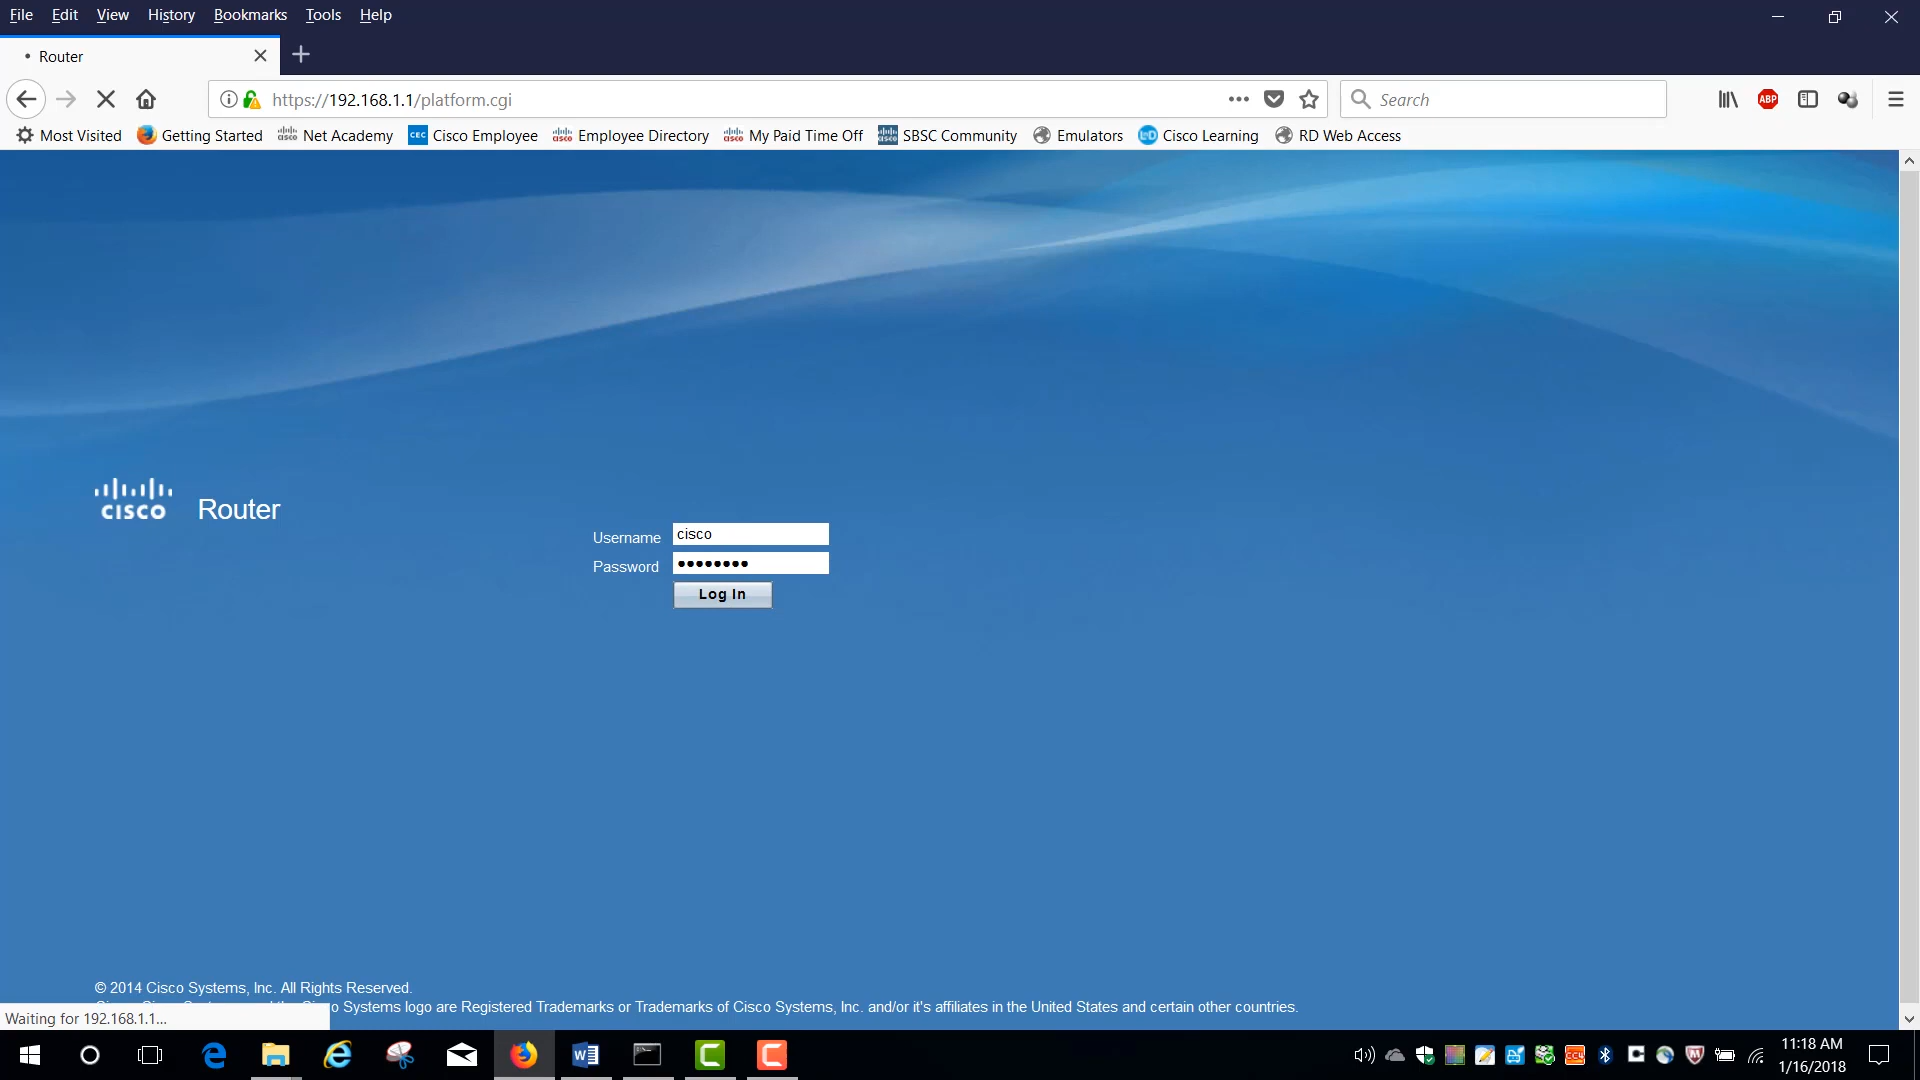 File Edit View History Bookmarks Tools Help
Router
https://192.168.1.1/platform.cgi
Search
ABP
Most Visited Getting Started Net Academy CEC Cisco Employee Employee Directory My Paid Time Off SBSC Community Emulators Cisco Learning RD Web Access
cisco Router
Username cisco
Password ●●●●●●●●
Log In
© 2014 Cisco Systems, Inc. All Rights Reserved.
o Systems logo are Registered Trademarks or Trademarks of Cisco Systems, Inc. and/or it's affiliates in the United States and certain other countries.
Waiting for 192.168.1.1...
11:18 AM
1/16/2018